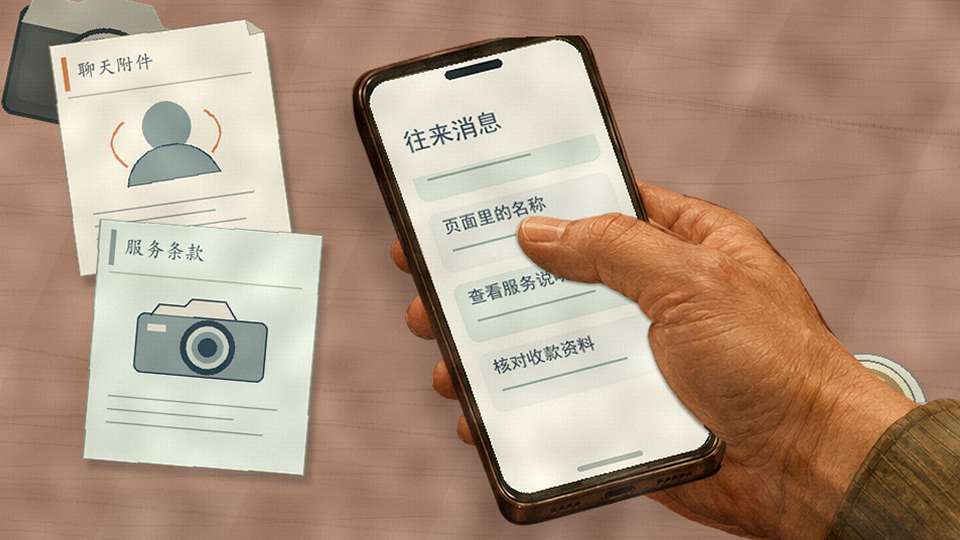 聊天附件
服务条款
往来消息
页面里的名称
查看服务说
核对收款资料